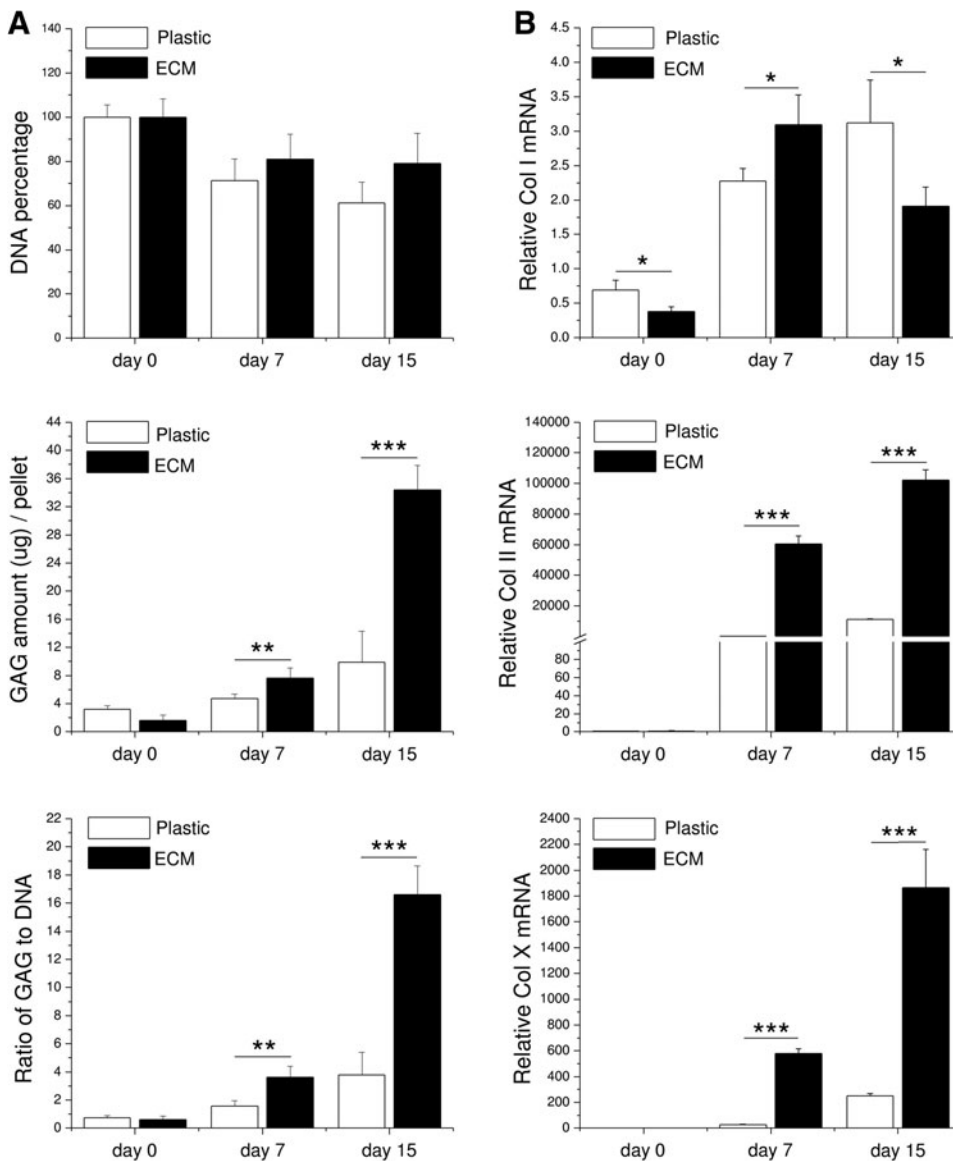 A
Plastic
ECM
DNA percentage
140
120
100
80
60
40
20
0
day 0
day 7
day 15
B
Plastic
ECM
Relative Col I mRNA
4.5
4.0
3.5
3.0
2.5
2.0
1.5
1.0
0.5
0.0
*
*
*
day 0
day 7
day 15
Plastic
ECM
GAG amount (ug) / pellet
44
40
36
32
28
24
20
16
12
8
4
0
**
***
day 0
day 7
day 15
Plastic
ECM
Relative Col II mRNA
140000
120000
100000
80000
60000
40000
20000
80
60
40
20
0
***
***
day 0
day 7
day 15
Plastic
ECM
Ratio of GAG to DNA
22
20
18
16
14
12
10
8
6
4
2
0
**
***
day 0
day 7
day 15
Plastic
ECM
Relative Col X mRNA
2400
2200
2000
1800
1600
1400
1200
1000
800
600
400
200
0
***
***
day 0
day 7
day 15